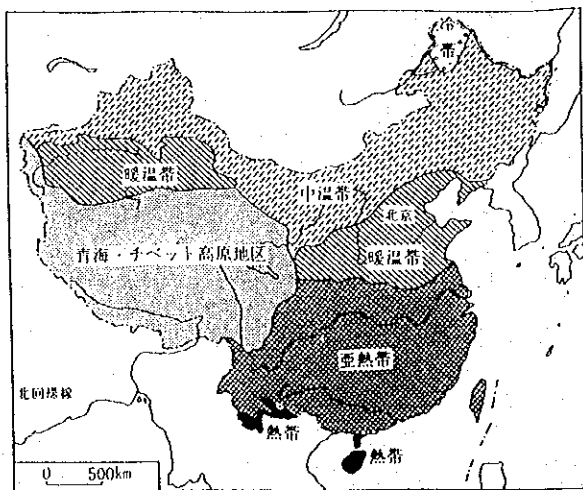 冷
帯
暖温帯
中温帯
北京
青海・チベット高原地区
暖温帯
亜熱帯
北回帰線
熱帯
熱帯
0 500km